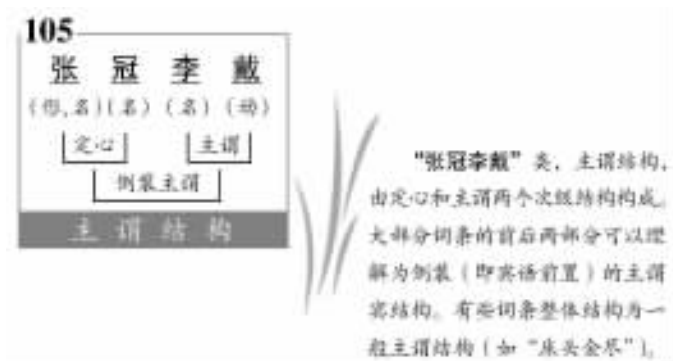 105
张 冠 李 戴
(形,名)(名) (名) (动)
定心 主谓
倒装主谓
主谓结构
“张冠李戴”类，主谓结构，
由定心和主谓两个次级结构构成。
大部分词条的前后两部分可以理
解为倒装（即宾语前置）的主谓
宾结构。有些词条整体结构为一
般主谓结构（如“床头金尽”）。